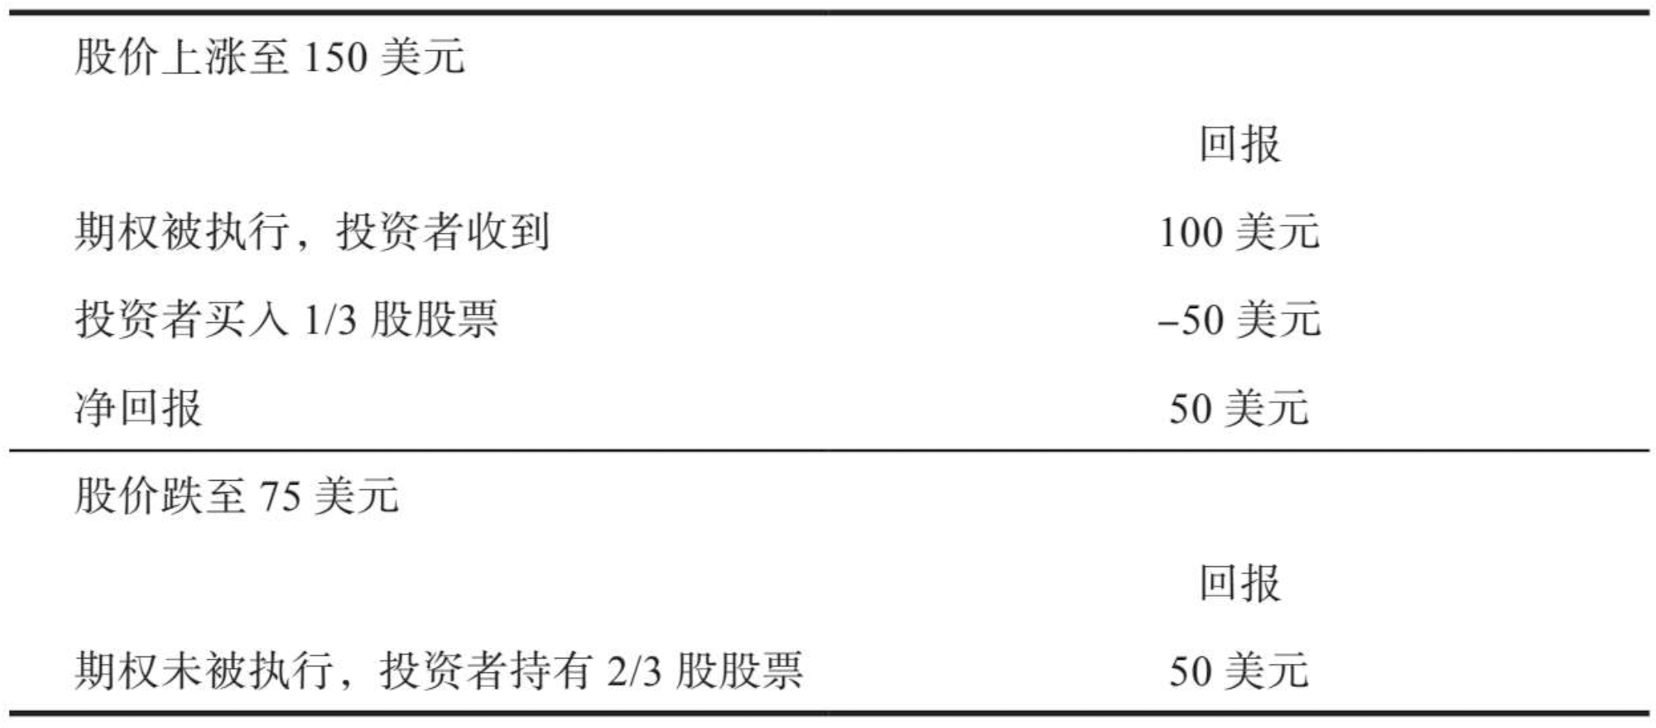 股价上涨至 150 美元
回报
期权被执行，投资者收到 100 美元
投资者买入 1/3 股股票 –50 美元
净回报 50 美元
股价跌至 75 美元
回报
期权未被执行，投资者持有 2/3 股股票 50 美元